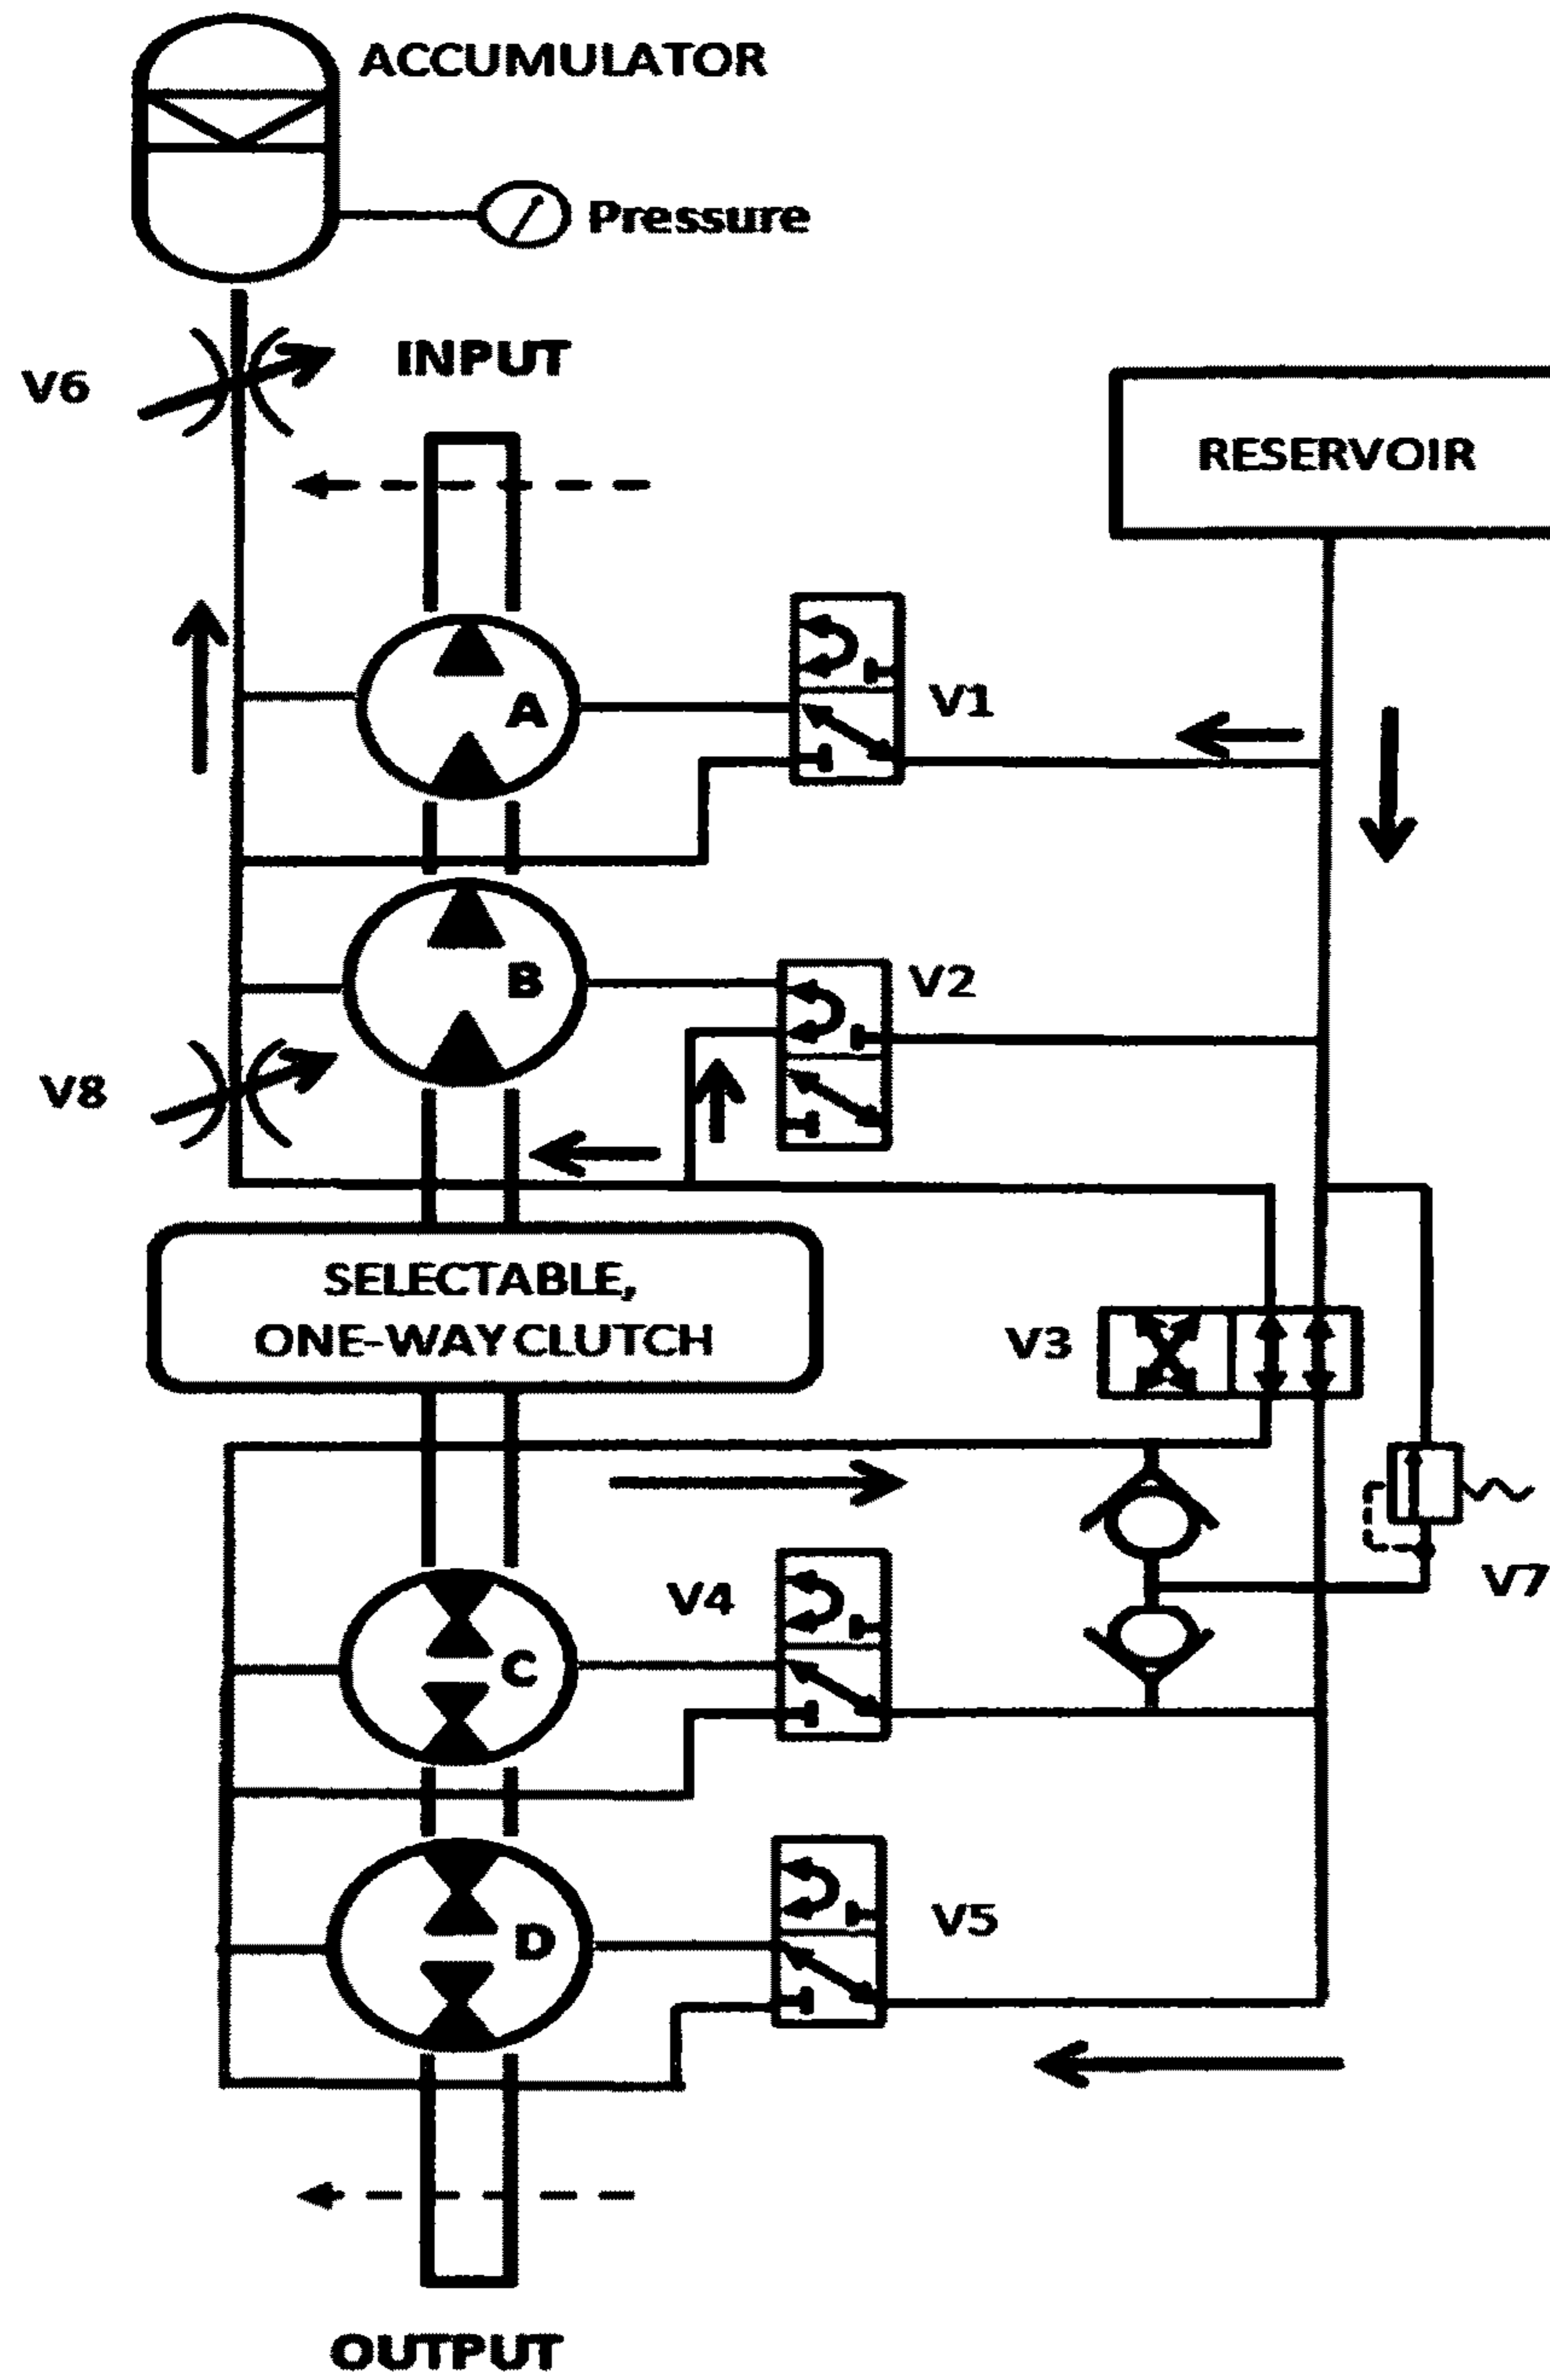 ACCUMULATOR
Pressure
INPUT
V6
RESERVOIR
A
V1
B
V2
V8
SELECTABLE,
ONE-WAY CLUTCH
V3
V4
V7
C
V5
D
OUTPUT